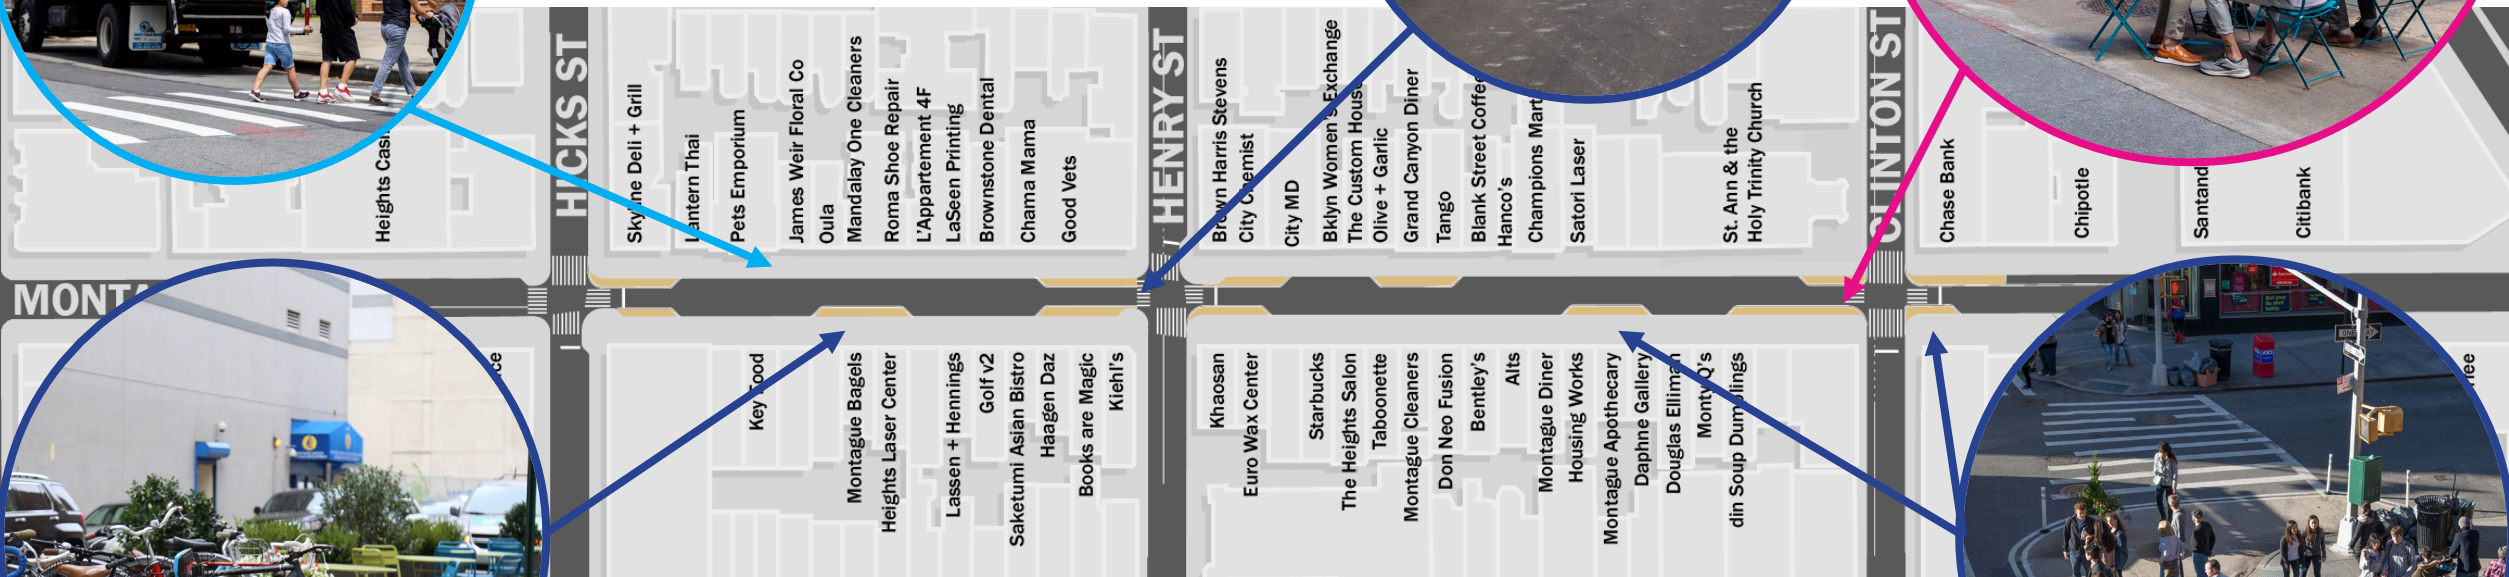 HICKS ST
HENRY ST
CLINTON ST
Skyline Deli + Grill
Lantern Thai
Pets Emporium
James Weir Floral Co
Oula
Mandalay One Cleaners
Roma Shoe Repair
L'Appartement 4F
LaSeen Printing
Brownstone Dental
Chama Mama
Good Vets
Brown Harris Stevens
City Chemist
City MD
Bklyn Women's Exchange
The Custom House
Olive + Garlic
Grand Canyon Diner
Tango
Blank Street Coffee
Hanco's
Champions Mart
Satori Laser
St. Ann & the
Holy Trinity Church
Chase Bank
Chipotle
Citibank
Heights
Key Food
Montague Bagels
Heights Laser Center
Lassen + Hennings
Golf v2
Saketumi Asian Bistro
Haagen Daz
Books are Magic
Kiehl's
Khaosan
Euro Wax Center
Starbucks
The Heights Salon
Taboonette
Montague Cleaners
Don Neo Fusion
Bentley's
Alts
Montague Diner
Housing Works
Montague Apothecary
Daphne Gallery
Douglas Elliman
Monty Q's
din Soup Dumplings